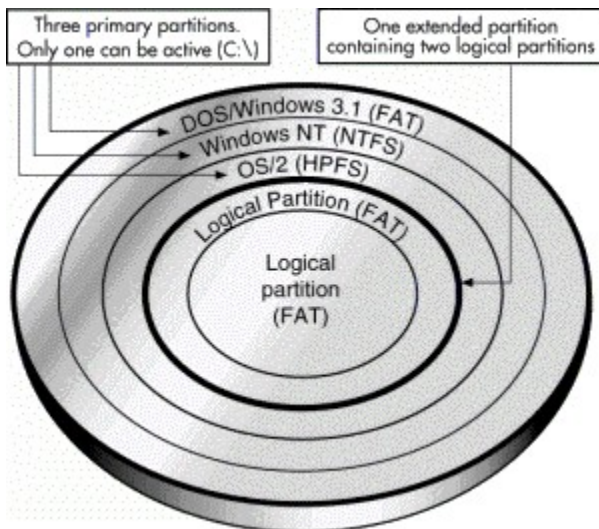 Three primary partitions.
Only one can be active (C:\)
One extended partition
containing two logical partitions
DOS/Windows 3.1 (FAT)
Windows NT (NTFS)
OS/2 (HPFS)
Logical Partition (FAT)
Logical
partition
(FAT)